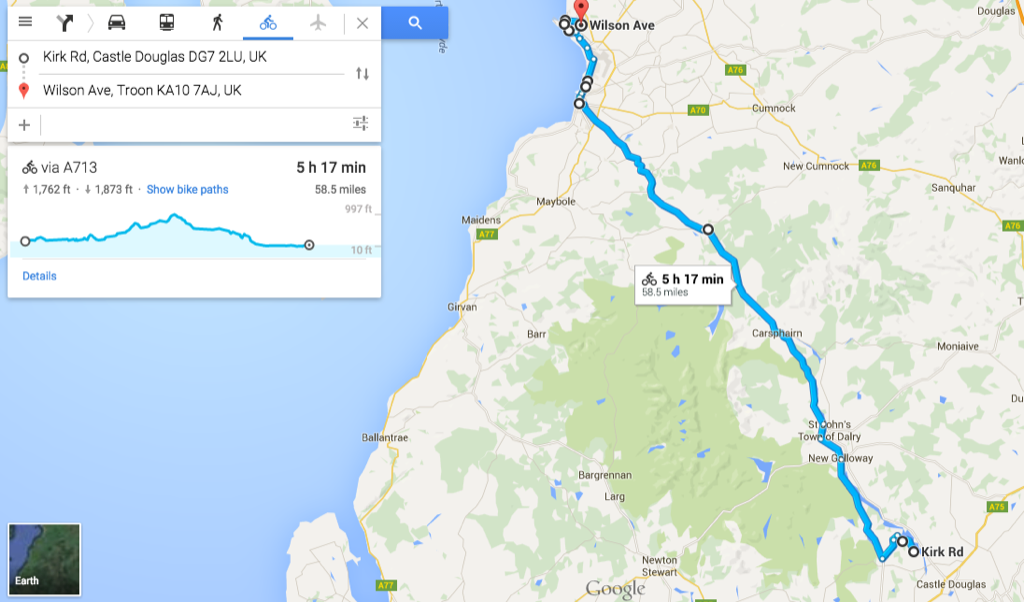 Kirk Rd, Castle Douglas DG7 2LU, UK
Wilson Ave, Troon KA10 7AJ, UK
via A713
5 h 17 min
↑ 1,762 ft · ↓ 1,873 ft · Show bike paths
58.5 miles
997 ft
10 ft
Details
Earth
Wilson Ave
Douglas
A76
A70
Cumnock
New Cumnock
A76
Sanquhar
A76
Maybole
Maidens
A77
5 h 17 min
58.5 miles
Girvan
Barr
Carsphairn
Moniaive
St John's
Town of Dalry
Ballantrae
New Galloway
Bargrennan
Larg
A75
Kirk Rd
Newton
Stewart
Castle Douglas
A77
Google